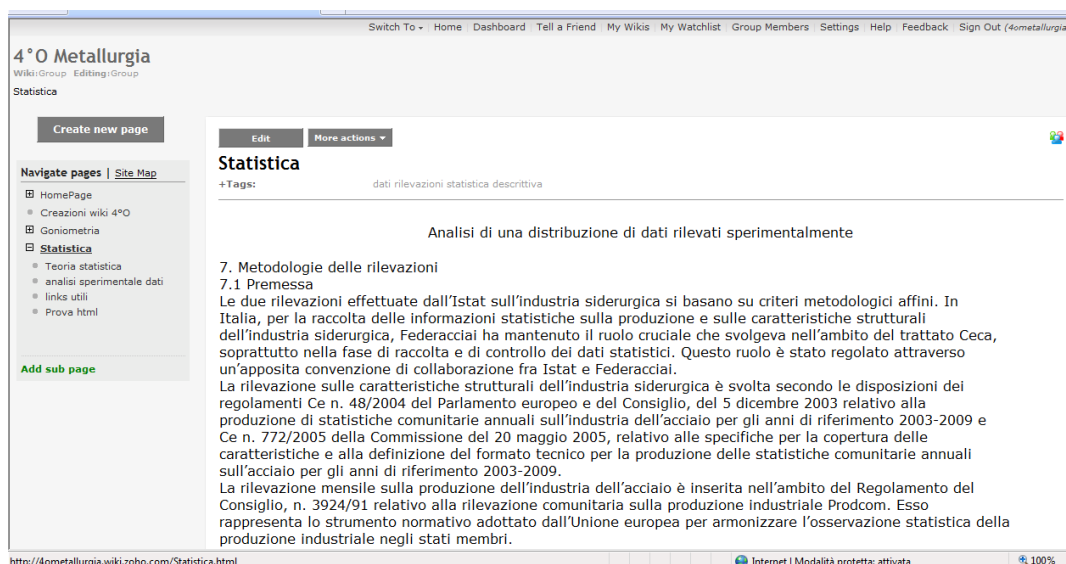 Switch To Home Dashboard Tell a Friend My Wikis My Watchlist Group Members Settings Help Feedback Sign Out (4ometallurgia
4°O Metallurgia
Wiki:Group Editing:Group
Statistica
Create new page
Edit More actions
Navigate pages | Site Map
HomePage
Creazioni wiki 4°O
Goniometria
Statistica
Teoria statistica
analisi sperimentale dati
links utili
Prova html
Add sub page
Statistica
+Tags: dati rilevazioni statistica descrittiva
Analisi di una distribuzione di dati rilevati sperimentalmente
7. Metodologie delle rilevazioni
7.1 Premessa
Le due rilevazioni effettuate dall'Istat sull'industria siderurgica si basano su criteri metodologici affini. In
Italia, per la raccolta delle informazioni statistiche sulla produzione e sulle caratteristiche strutturali
dell'industria siderurgica, Federacciai ha mantenuto il ruolo cruciale che svolgeva nell'ambito del trattato Ceca,
soprattutto nella fase di raccolta e di controllo dei dati statistici. Questo ruolo è stato regolato attraverso
un'apposita convenzione di collaborazione fra Istat e Federacciai.
La rilevazione sulle caratteristiche strutturali dell'industria siderurgica è svolta secondo le disposizioni dei
regolamenti Ce n. 48/2004 del Parlamento europeo e del Consiglio, del 5 dicembre 2003 relativo alla
produzione di statistiche comunitarie annuali sull'industria dell'acciaio per gli anni di riferimento 2003-2009 e
Ce n. 772/2005 della Commissione del 20 maggio 2005, relativo alle specifiche per la copertura delle
caratteristiche e alla definizione del formato tecnico per la produzione delle statistiche comunitarie annuali
sull'acciaio per gli anni di riferimento 2003-2009.
La rilevazione mensile sulla produzione dell'industria dell'acciaio è inserita nell'ambito del Regolamento del
Consiglio, n. 3924/91 relativo alla rilevazione comunitaria sulla produzione industriale Prodcom. Esso
rappresenta lo strumento normativo adottato dall'Unione europea per armonizzare l'osservazione statistica della
produzione industriale negli stati membri.
http://4ometallurgia.wiki.zoho.com/Statistica.html Internet | Modalità protetta: attivata 100%